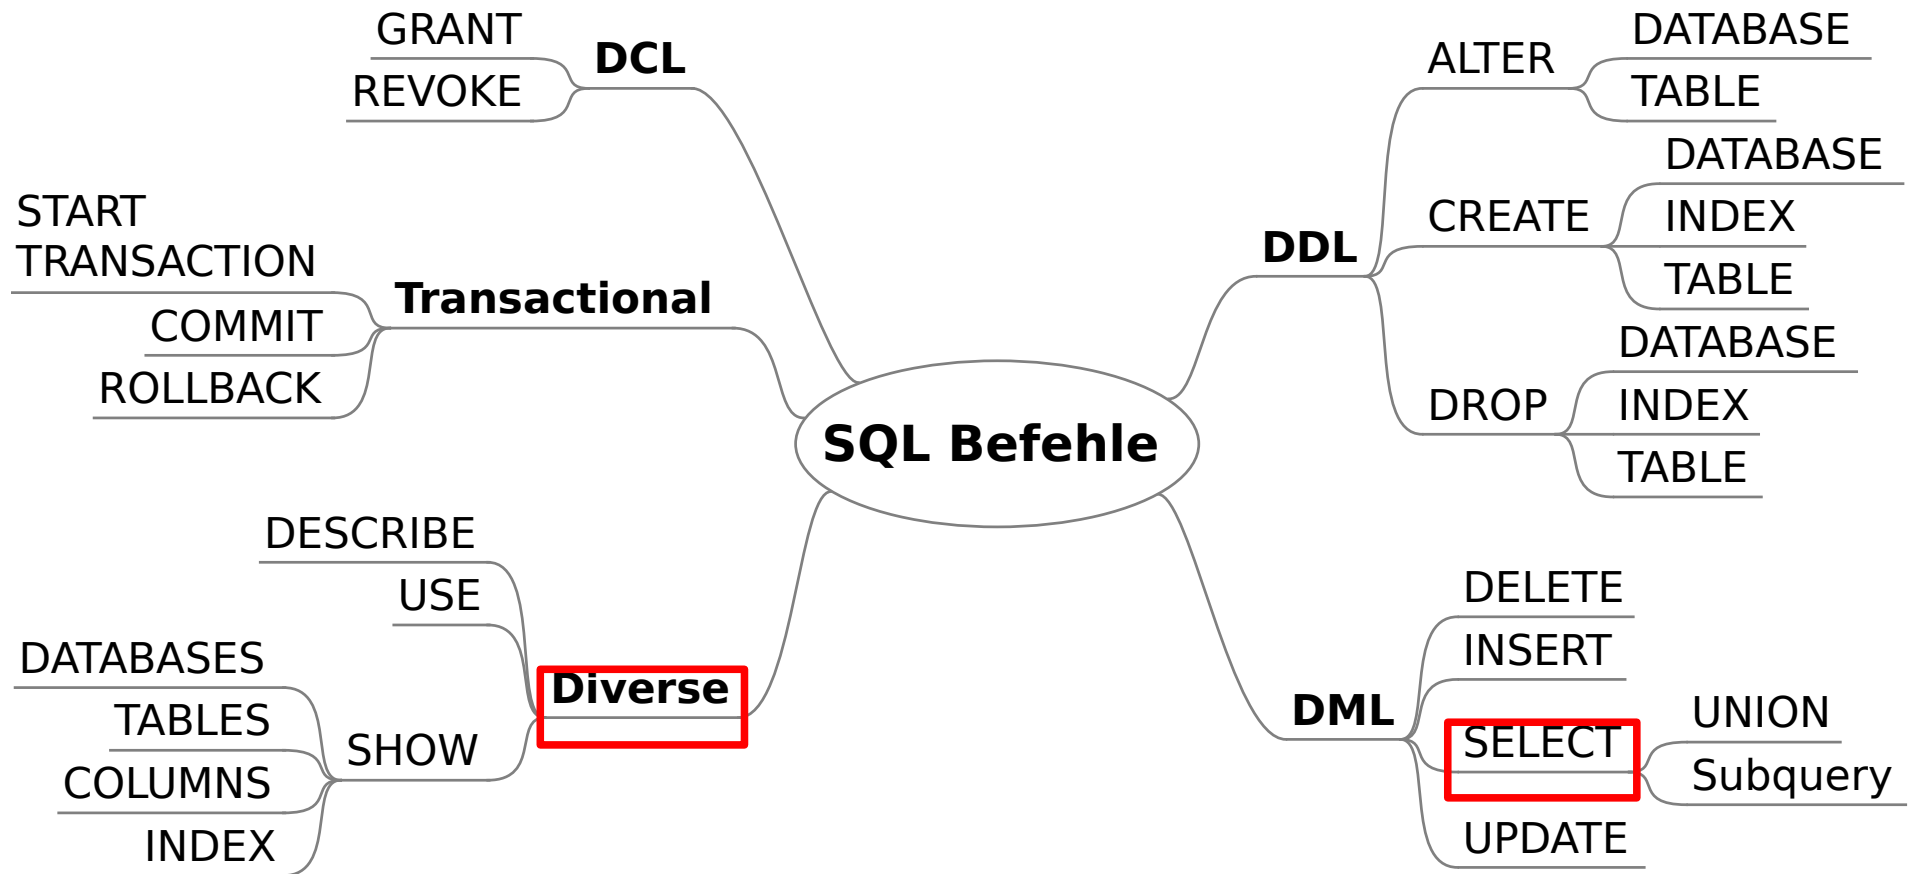 GRANT
REVOKE
DCL
START
TRANSACTION
COMMIT
ROLLBACK
Transactional
DESCRIBE
USE
DATABASES
TABLES
COLUMNS
INDEX
SHOW
Diverse
SQL Befehle
DDL
ALTER
DATABASE
TABLE
CREATE
DATABASE
INDEX
TABLE
DROP
DATABASE
INDEX
TABLE
DML
DELETE
INSERT
SELECT
UNION
Subquery
UPDATE